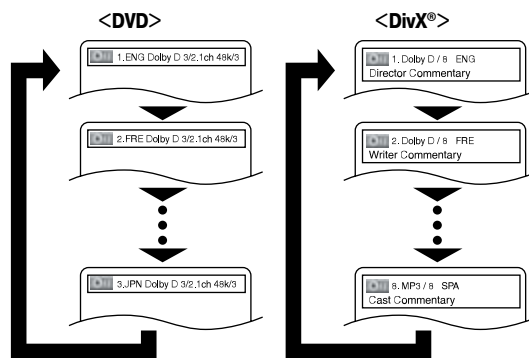 <DVD>
1.ENG Dolby D 3/2.1ch 48k/3
2.FRE Dolby D 3/2.1ch 48k/3
3.JPN Dolby D 3/2.1ch 48k/3
<DivX®>
1. Dolby D / 8 ENG
Director Commentary
2. Dolby D / 8 FRE
Writer Commentary
8. MP3 / 8 SPA
Cast Commentary